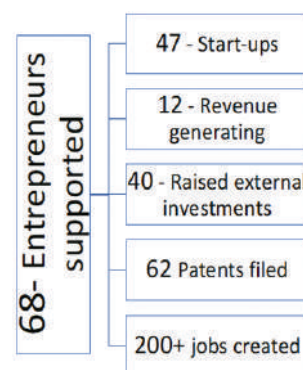 68- Entrepreneurs
supported
47 - Start-ups
12 - Revenue
generating
40 - Raised external
investments
62 Patents filed
200+ jobs created